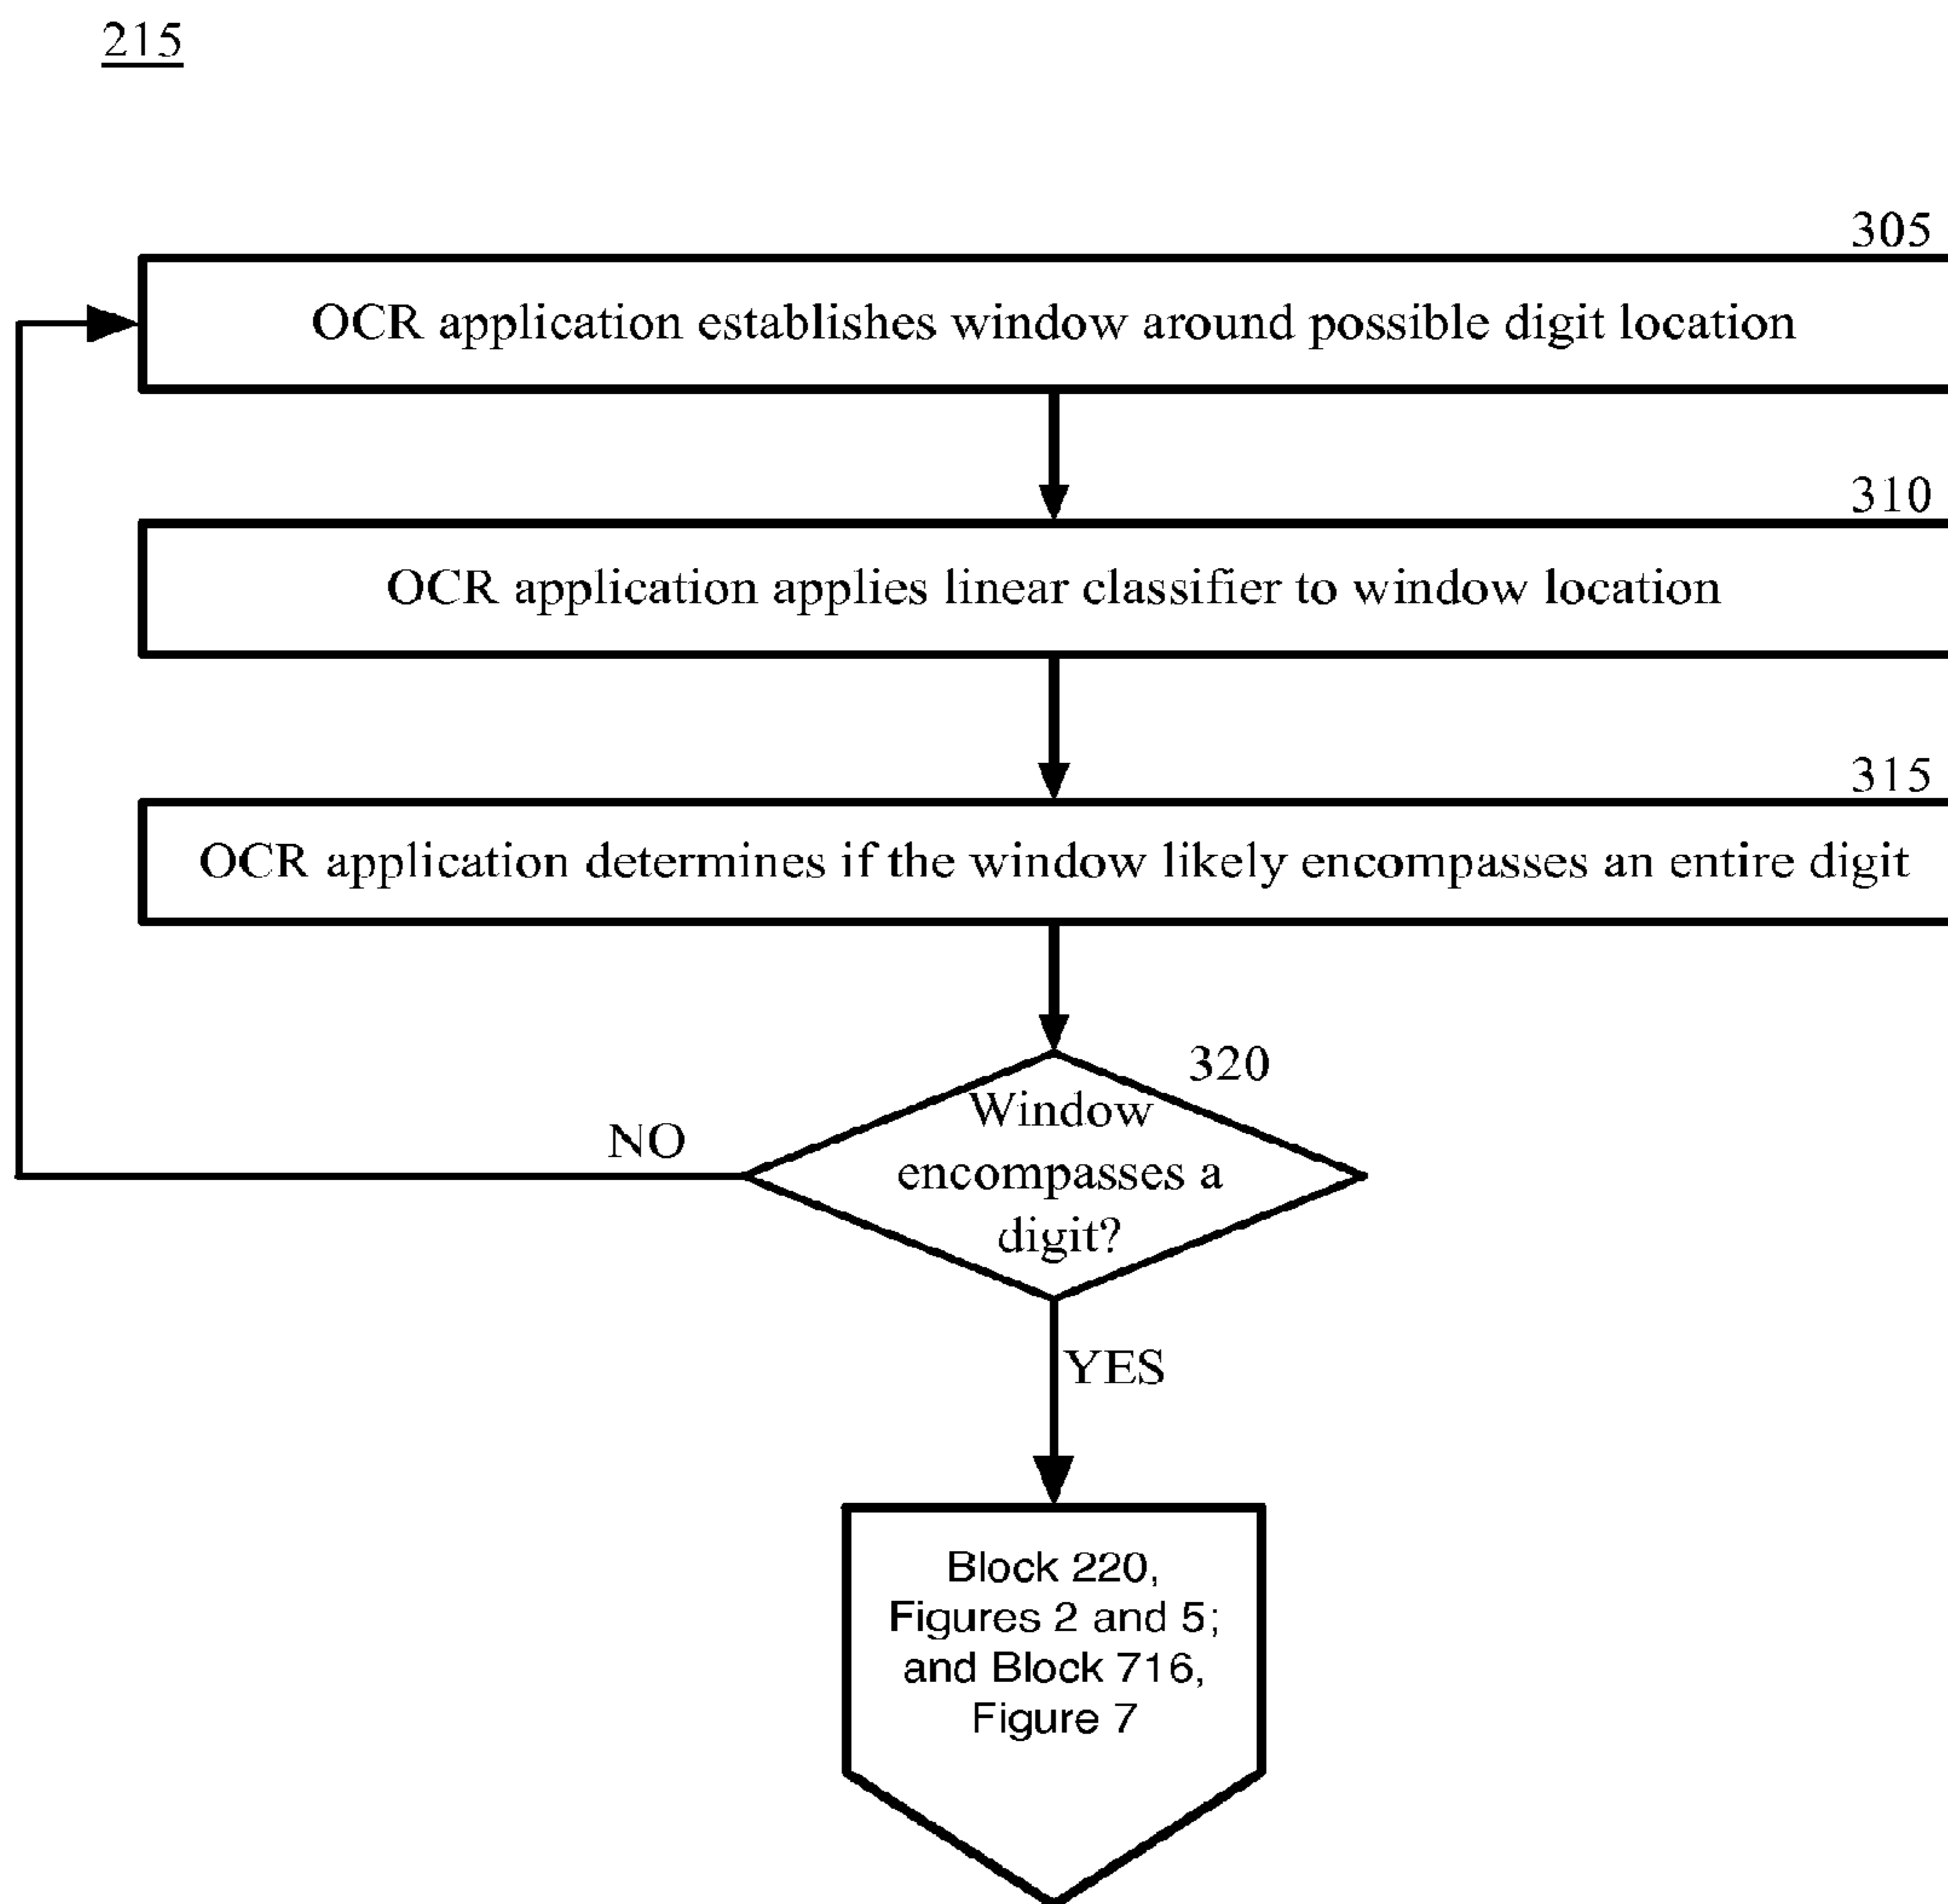 215
305
OCR application establishes window around possible digit location
310
OCR application applies linear classifier to window location
315
OCR application determines if the window likely encompasses an entire digit
320
Window
encompasses a
digit?
NO
YES
Block 220,
Figures 2 and 5;
and Block 716,
Figure 7